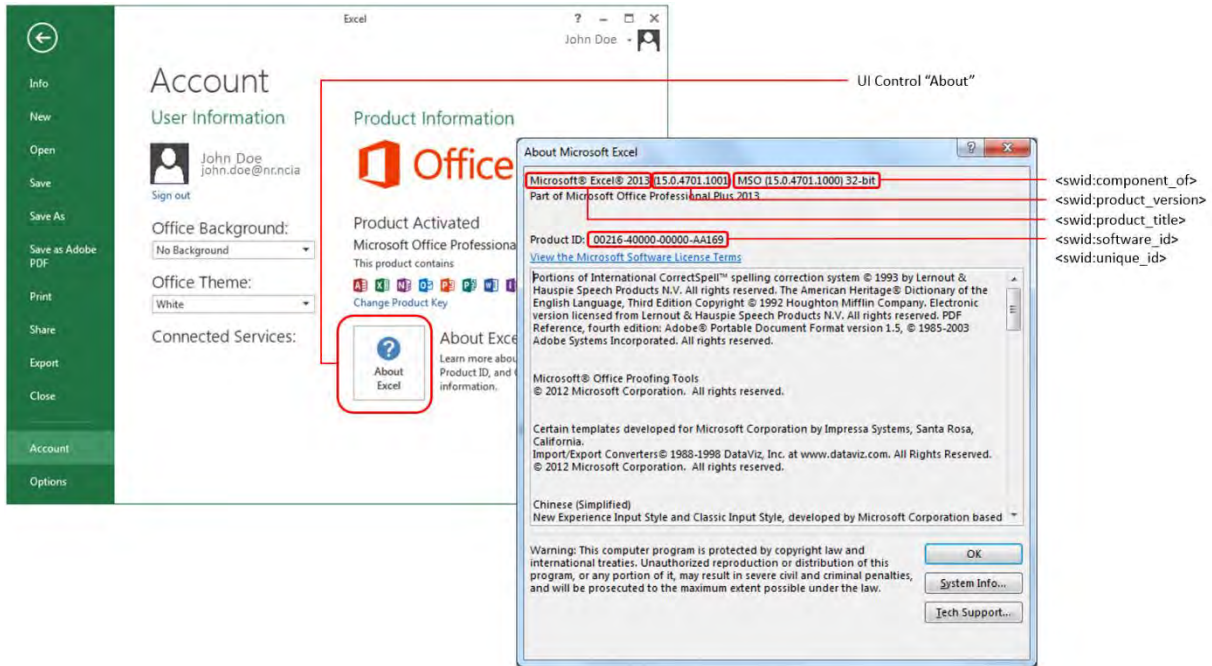 Excel
? – □ ×
John Doe
Info
New
Open
Save
Save As
Save as Adobe
PDF
Print
Share
Export
Close
Account
Options
Account
User Information
John Doe
john.doe@nr.ncia
Sign out
Office Background:
No Background
Office Theme:
White
Connected Services:
Product Information
Office
Product Activated
Microsoft Office Professiona
This product contains
Change Product Key
?
About
Excel
About Exce
Learn more abou
Product ID, and
information.
UI Control "About"
About Microsoft Excel
Microsoft® Excel® 2013 (15.0.4701.1001) MSO (15.0.4701.1000) 32-bit
Part of Microsoft Office Professional Plus 2013
Product ID: 00216-40000-00000-AA169
View the Microsoft Software License Terms
Portions of International CorrectSpell™ spelling correction system © 1993 by Lernout &
Hauspie Speech Products N.V. All rights reserved. The American Heritage® Dictionary of the
English Language, Third Edition Copyright © 1992 Houghton Mifflin Company. Electronic
version licensed from Lernout & Hauspie Speech Products N.V. All rights reserved. PDF
Reference, fourth edition: Adobe® Portable Document Format version 1.5, © 1985-2003
Adobe Systems Incorporated. All rights reserved.
Microsoft® Office Proofing Tools
© 2012 Microsoft Corporation. All rights reserved.
Certain templates developed for Microsoft Corporation by Impressa Systems, Santa Rosa,
California.
Import/Export Converters© 1988-1998 DataViz, Inc. at www.dataviz.com. All Rights Reserved.
© 2012 Microsoft Corporation. All rights reserved.
Chinese (Simplified)
New Experience Input Style and Classic Input Style, developed by Microsoft Corporation based
Warning: This computer program is protected by copyright law and
international treaties. Unauthorized reproduction or distribution of this
program, or any portion of it, may result in severe civil and criminal penalties,
and will be prosecuted to the maximum extent possible under the law.
OK
System Info...
Tech Support...
<swid:component_of>
<swid:product_version>
<swid:product_title>
<swid:software_id>
<swid:unique_id>